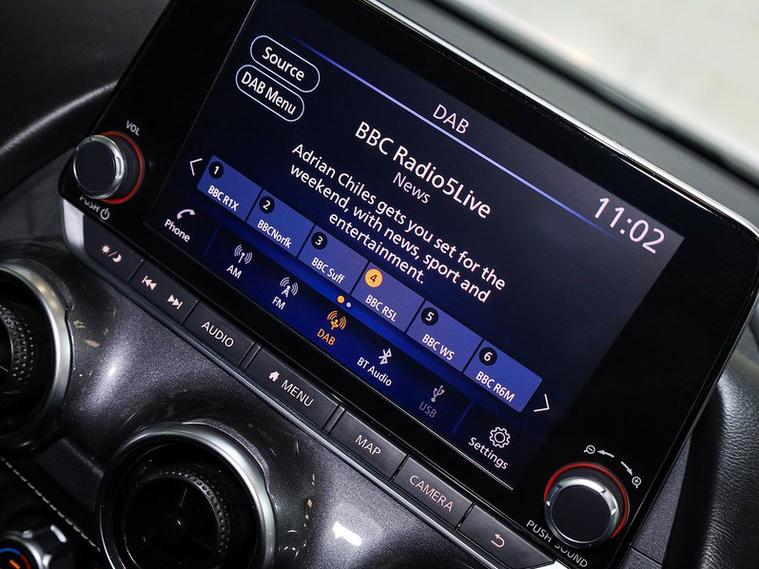 Source
DAB Menu
DAB
11:02
BBC Radio5Live
News
Adrian Chiles gets you set for the
weekend, with news, sport and
entertainment.
1
BBC R1X
2
BBCNorfk
3
BBC Suff
4
BBC R5L
5
BBC WS
6
BBC R6M
Phone
AM
FM
DAB
BT Audio
USB
Settings
VOL
PUSH
AUDIO
MENU
MAP
CAMERA
PUSH SOUND